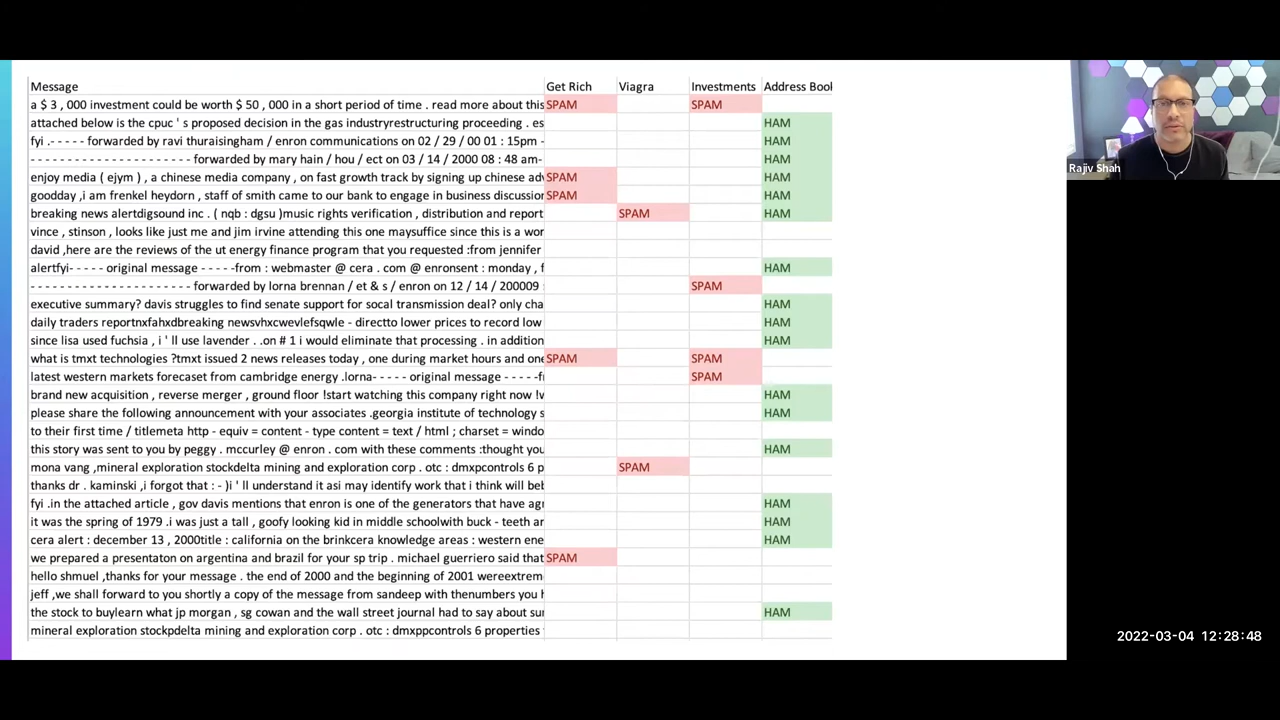 Message Get Rich Viagra Investments Address Book
a $ 3 , 000 investment could be worth $ 50 , 000 in a short period of time . read more about this SPAM SPAM
attached below is the cpuc ' s proposed decision in the gas industryrestructuring proceeding . es HAM
fyi .- - - - - forwarded by ravi thuraisingham / enron communications on 02 / 29 / 00 01 : 15pm - HAM
- - - - - - - - - - - - - - - - - - - - - - forwarded by mary hain / hou / ect on 03 / 14 / 2000 08 : 48 am- HAM
enjoy media ( ejym ) , a chinese media company , on fast growth track by signing up chinese adv SPAM HAM
goodday ,i am frenkel heydorn , staff of smith came to our bank to engage in business discussion SPAM HAM
breaking news alertdigsound inc . ( nqb : dgsu )music rights verification , distribution and report SPAM HAM
vince , stinson , looks like just me and jim irvine attending this one maysuffice since this is a wor
david ,here are the reviews of the ut energy finance program that you requested :from jennifer
alertfyi- - - - - original message - - - - -from : webmaster @ cera . com @ enronsent : monday , f HAM
- - - - - - - - - - - - - - - - - - - - - - forwarded by lorna brennan / et & s / enron on 12 / 14 / 200009 : SPAM
executive summary? davis struggles to find senate support for socal transmission deal? only cha HAM
daily traders reportnxfahxdbreaking newsvhxcwevlefsqwle - directto lower prices to record low HAM
since lisa used fuchsia , i ' ll use lavender . .on # 1 i would eliminate that processing . in addition HAM
what is tmxt technologies ?tmxt issued 2 news releases today , one during market hours and one SPAM SPAM
latest western markets forecaset from cambridge energy .lorna- - - - - original message - - - - -fr SPAM
brand new acquisition , reverse merger , ground floor !start watching this company right now !v HAM
please share the following announcement with your associates .georgia institute of technology s HAM
to their first time / titlemeta http - equiv = content - type content = text / html ; charset = windo
this story was sent to you by peggy . mccurley @ enron . com with these comments :thought you HAM
mona vang ,mineral exploration stockdelta mining and exploration corp . otc : dmxpcontrols 6 p SPAM
thanks dr . kaminski ,i forgot that : - )i ' ll understand it asi may identify work that i think will beb
fyi .in the attached article , gov davis mentions that enron is one of the generators that have agr HAM
it was the spring of 1979 .i was just a tall , goofy looking kid in middle schoolwith buck - teeth an HAM
cera alert : december 13 , 2000title : california on the brinkcera knowledge areas : western ene HAM
we prepared a presentaton on argentina and brazil for your sp trip . michael guerriero said that SPAM
hello shmuel ,thanks for your message . the end of 2000 and the beginning of 2001 wereextrem
jeff ,we shall forward to you shortly a copy of the message from sandeep with thenumbers you h
the stock to buylearn what jp morgan , sg cowan and the wall street journal had to say about sur HAM
mineral exploration stockpdelta mining and exploration corp . otc : dmxppcontrols 6 properties
Rajiv Shah
2022-03-04 12:28:48